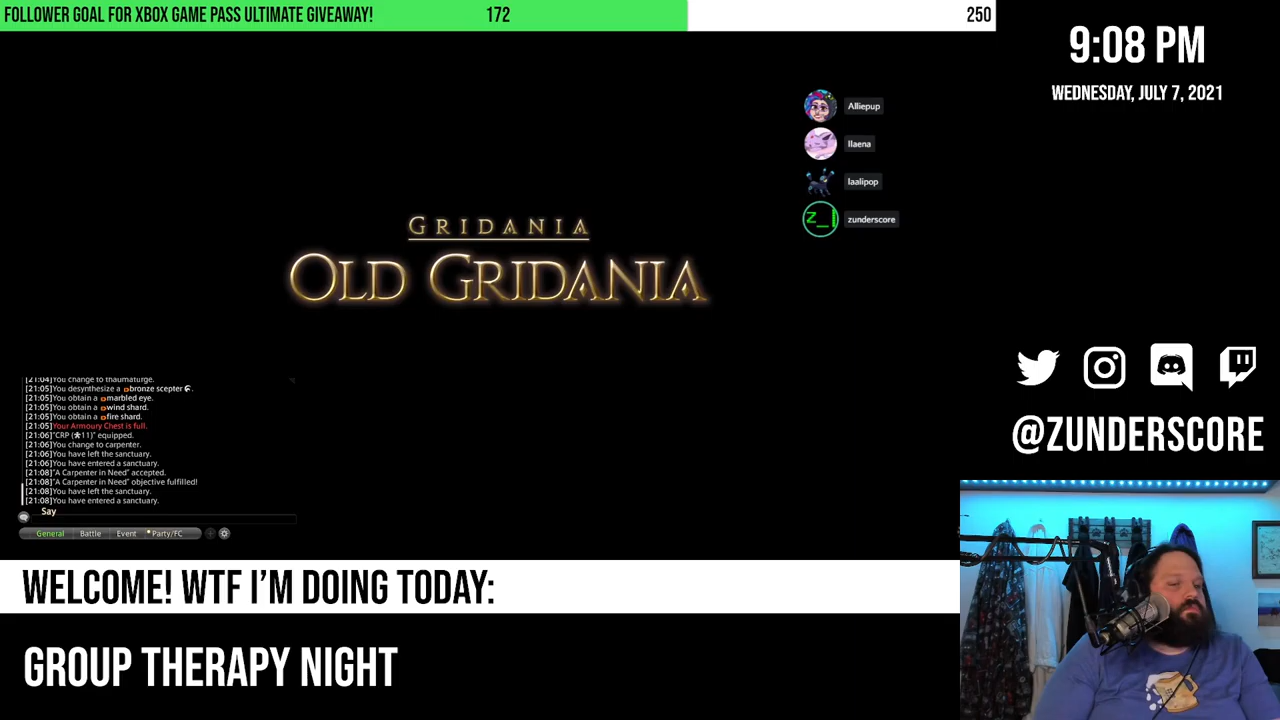 FOLLOWER GOAL FOR XBOX GAME PASS ULTIMATE GIVEAWAY! 172 250
9:08 PM
WEDNESDAY, JULY 7, 2021
Alliepup
llaena
laalipop
Z_
zunderscore
GRIDANIA
OLD GRIDANIA
[21:04]You change to thaumaturge.
[21:05]You desynthesize a bronze scepter.
[21:05]You obtain a marbled eye.
[21:05]You obtain a wind shard.
[21:05]You obtain a fire shard.
[21:05]Your Armoury Chest is full.
[21:06]"CRP (★11)" equipped.
[21:06]You change to carpenter.
[21:06]You have left the sanctuary.
[21:06]You have entered a sanctuary.
[21:08]"A Carpenter in Need" accepted.
[21:08]"A Carpenter in Need" objective fulfilled!
[21:08]You have left the sanctuary.
[21:08]You have entered a sanctuary.
Say
General Battle Event Party/FC
@ZUNDERSCORE
WELCOME! WTF I'M DOING TODAY:
GROUP THERAPY NIGHT